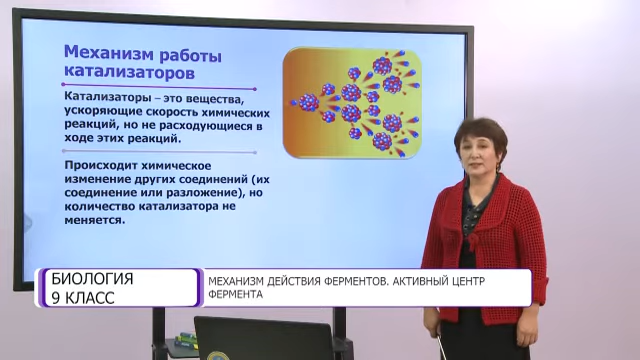 Механизм работы
катализаторов
Катализаторы – это вещества,
ускоряющие скорость химических
реакций, но не расходующиеся в
ходе этих реакций.
Происходит химическое
изменение других соединений (их
соединение или разложение), но
количество катализатора не
меняется.
БИОЛОГИЯ
9 КЛАСС
МЕХАНИЗМ ДЕЙСТВИЯ ФЕРМЕНТОВ. АКТИВНЫЙ ЦЕНТР
ФЕРМЕНТА